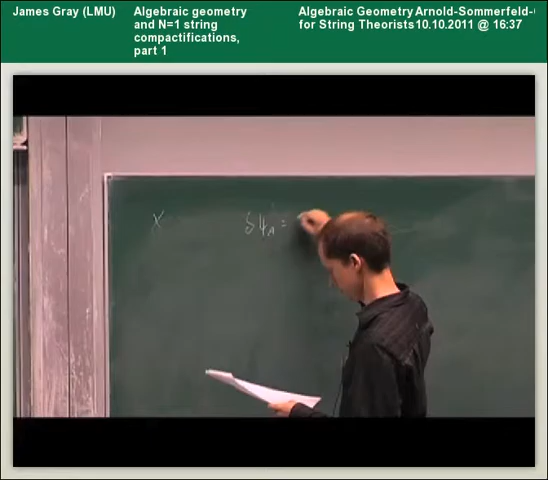 James Gray (LMU)
Algebraic geometry
and N=1 string
compactifications,
part 1
Algebraic Geometry
for String Theorists
Arnold-Sommerfeld-
10.10.2011 @ 16:37
X
δψ_A =